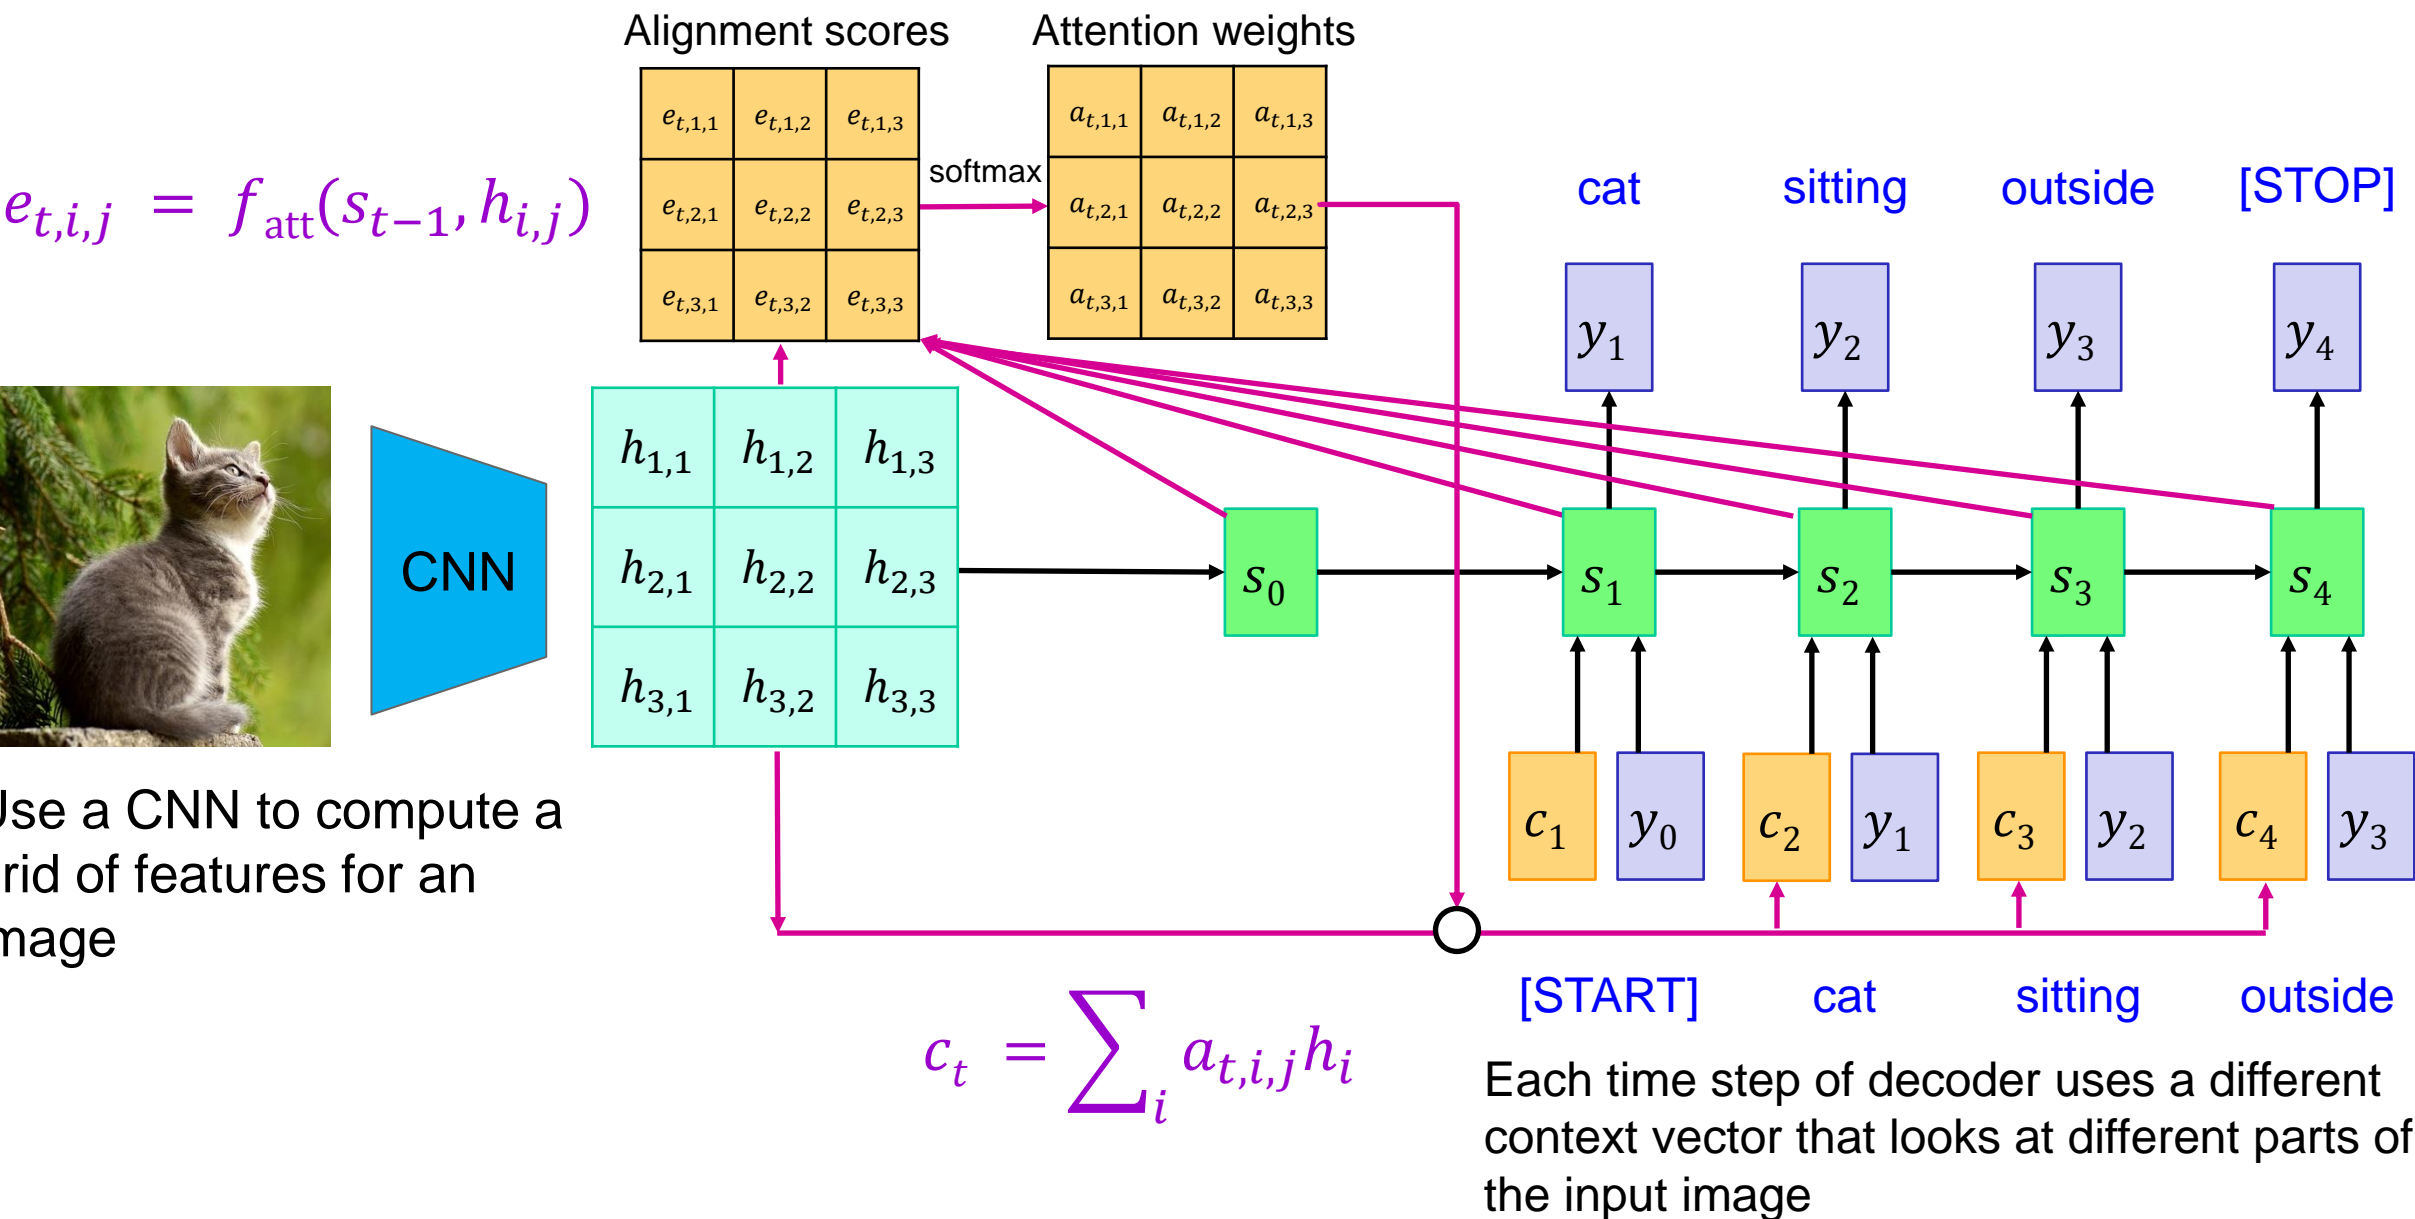 Alignment scores
Attention weights
e_{t,1,1} e_{t,1,2} e_{t,1,3}
e_{t,2,1} e_{t,2,2} e_{t,2,3}
e_{t,3,1} e_{t,3,2} e_{t,3,3}
softmax
a_{t,1,1} a_{t,1,2} a_{t,1,3}
a_{t,2,1} a_{t,2,2} a_{t,2,3}
a_{t,3,1} a_{t,3,2} a_{t,3,3}
e_{t,i,j} = f_{att}(s_{t−1}, h_{i,j})
cat sitting outside [STOP]
y_1 y_2 y_3 y_4
CNN
h_{1,1} h_{1,2} h_{1,3}
h_{2,1} h_{2,2} h_{2,3}
h_{3,1} h_{3,2} h_{3,3}
s_0 s_1 s_2 s_3 s_4
c_1 y_0 c_2 y_1 c_3 y_2 c_4 y_3
Use a CNN to compute a
rid of features for an
mage
[START] cat sitting outside
c_t = ∑_i a_{t,i,j} h_i
Each time step of decoder uses a different
context vector that looks at different parts of
the input image